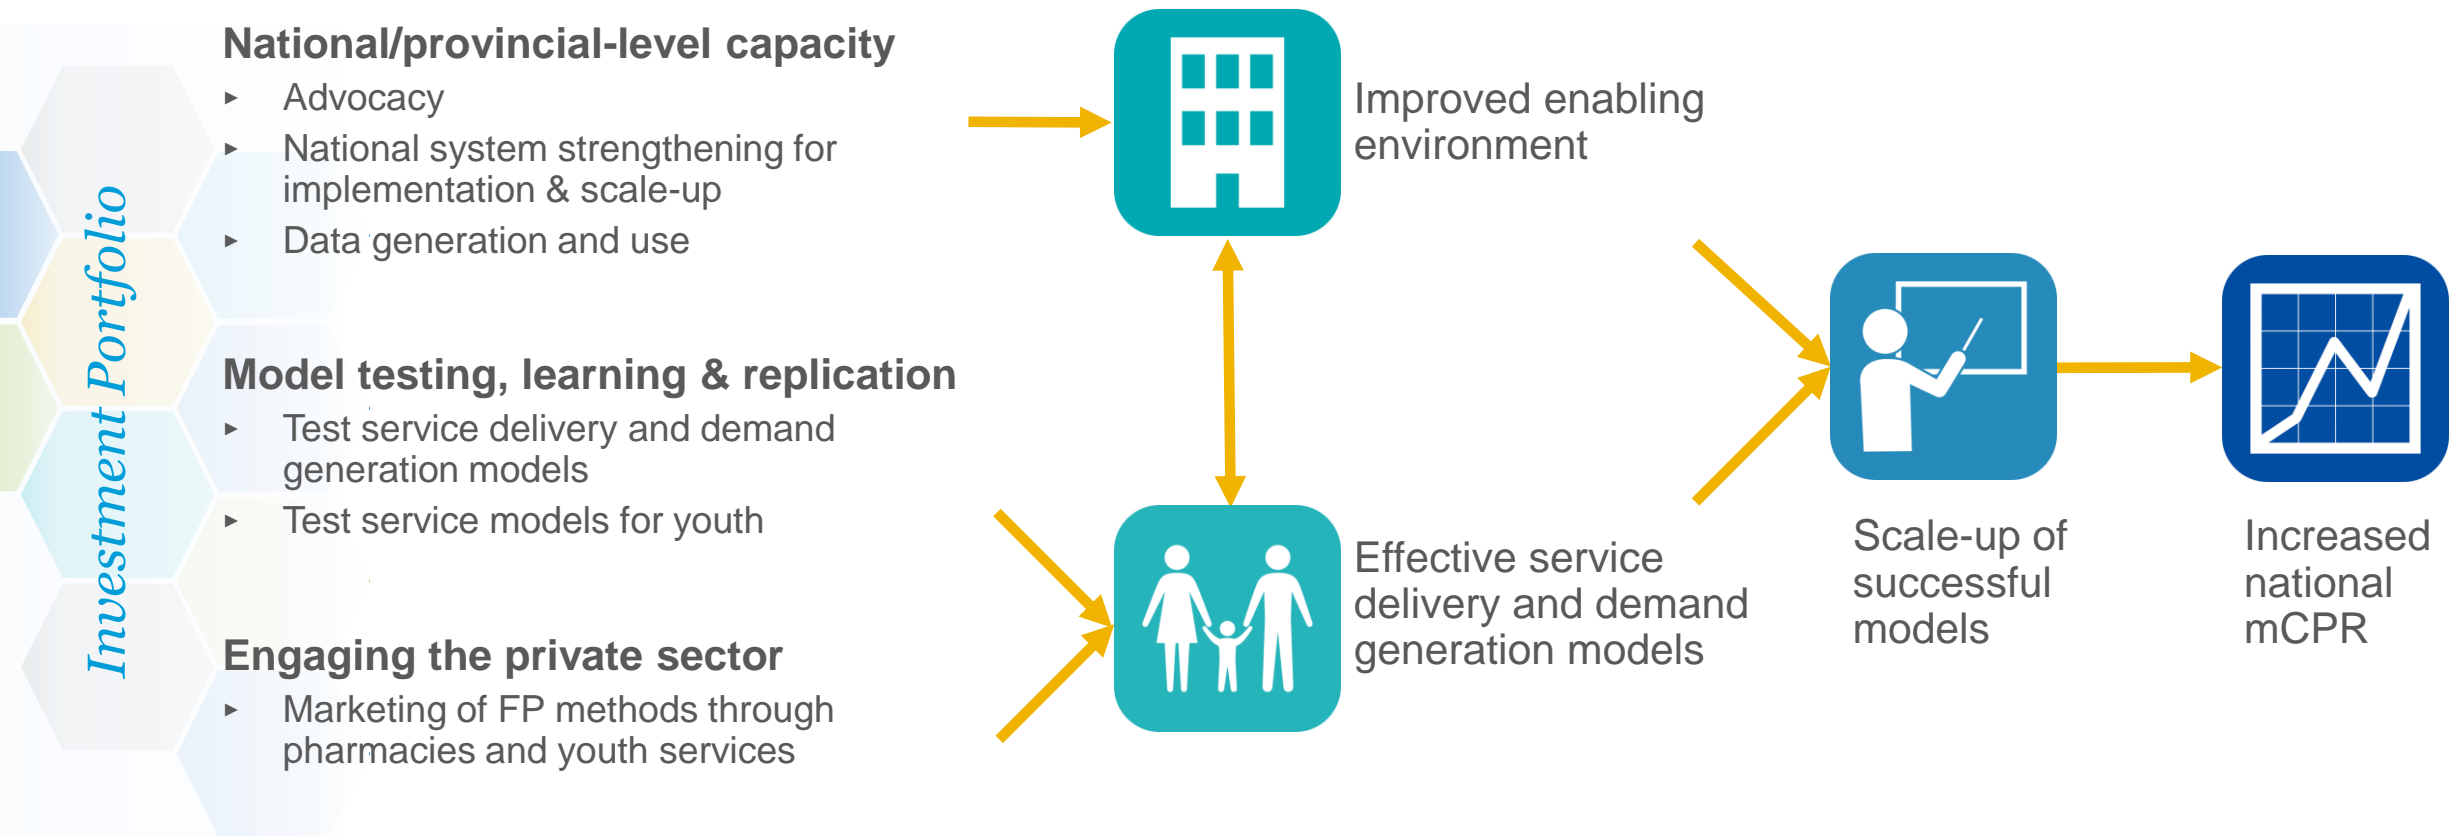 Investment Portfolio
National/provincial-level capacity
► Advocacy
► National system strengthening for
implementation & scale-up
► Data generation and use
Model testing, learning & replication
► Test service delivery and demand
generation models
► Test service models for youth
Engaging the private sector
► Marketing of FP methods through
pharmacies and youth services
Improved enabling
environment
Effective service
delivery and demand
generation models
Scale-up of
successful
models
Increased
national
mCPR